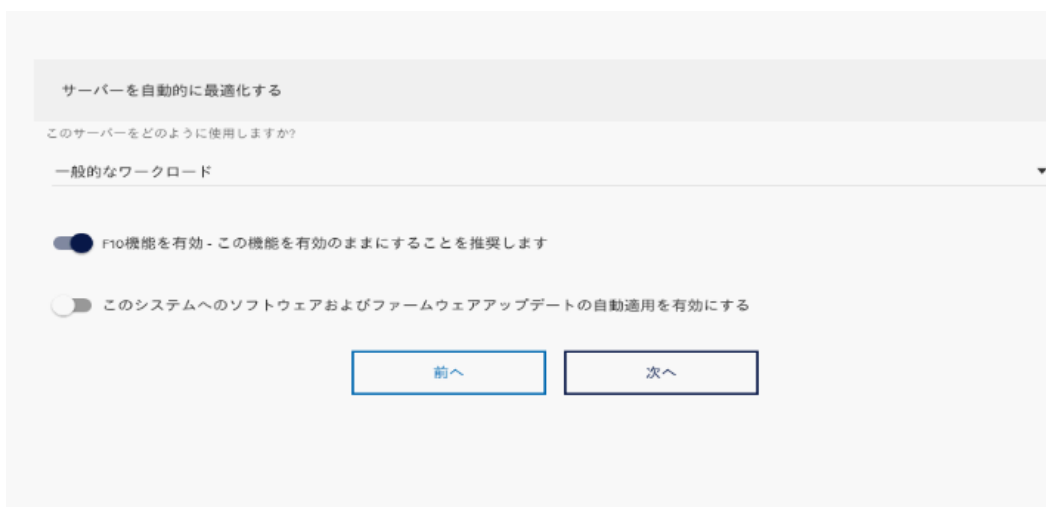 サーバーを自動的に最適化する
このサーバーをどのように使用しますか?
一般的なワークロード
F10機能を有効 - この機能を有効のままにすることを推奨します
このシステムへのソフトウェアおよびファームウェアアップデートの自動適用を有効にする
前へ
次へ